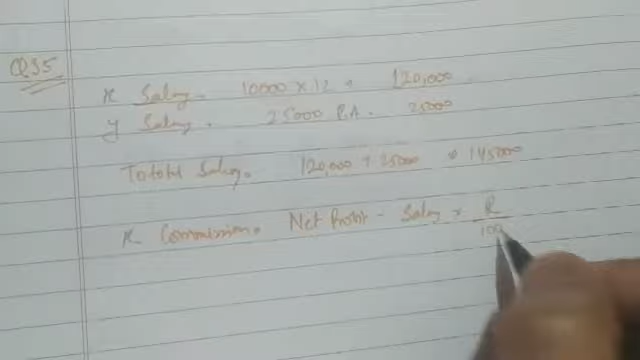 Q35
x Salary = 10000 × 12 = 120,000
y Salary = 25000 P.A. = 25000
Tototal Salary = 120,000 + 25000 = 145000
x Commission = Net Profit - Salary × R/100